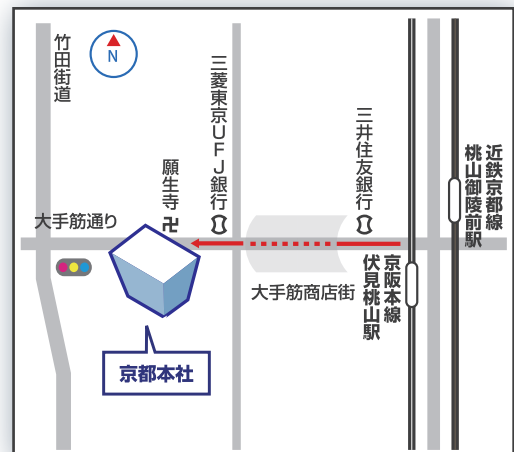 竹田街道
N
三菱東京UFJ銀行
三井住友銀行
願生寺
卍
近鉄京都線
桃山御陵前駅
大手筋通り
京阪本線
伏見桃山駅
大手筋商店街
京都本社